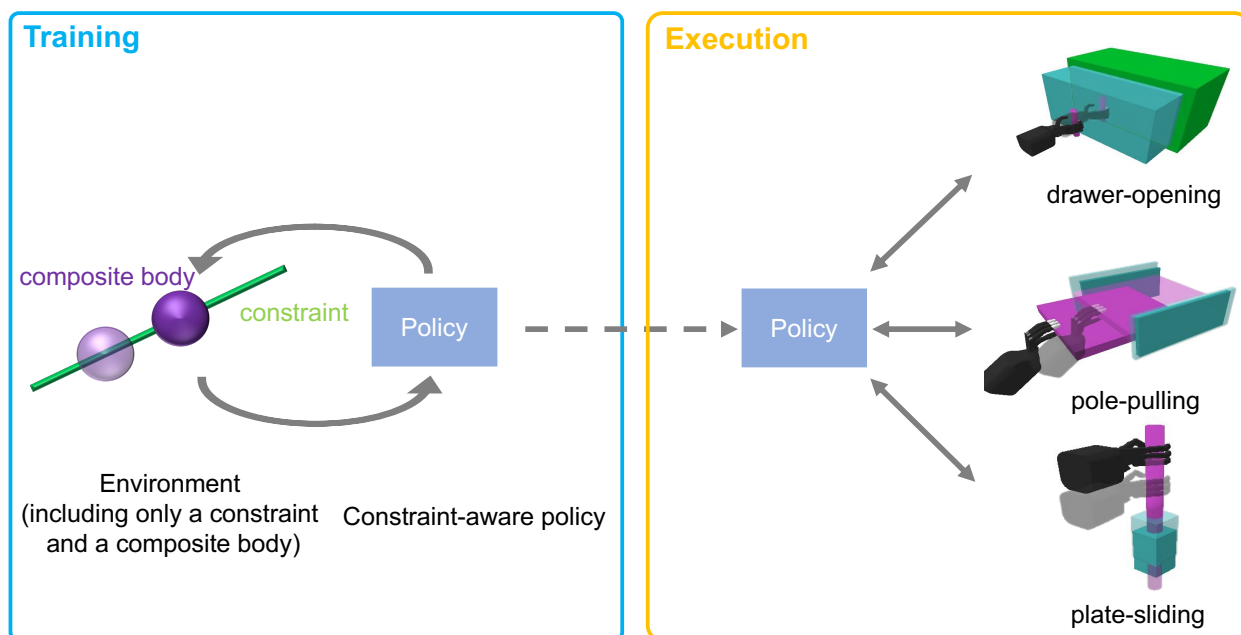 Training
composite body
constraint
Policy
Environment
(including only a constraint
and a composite body)
Constraint-aware policy
Execution
Policy
drawer-opening
pole-pulling
plate-sliding